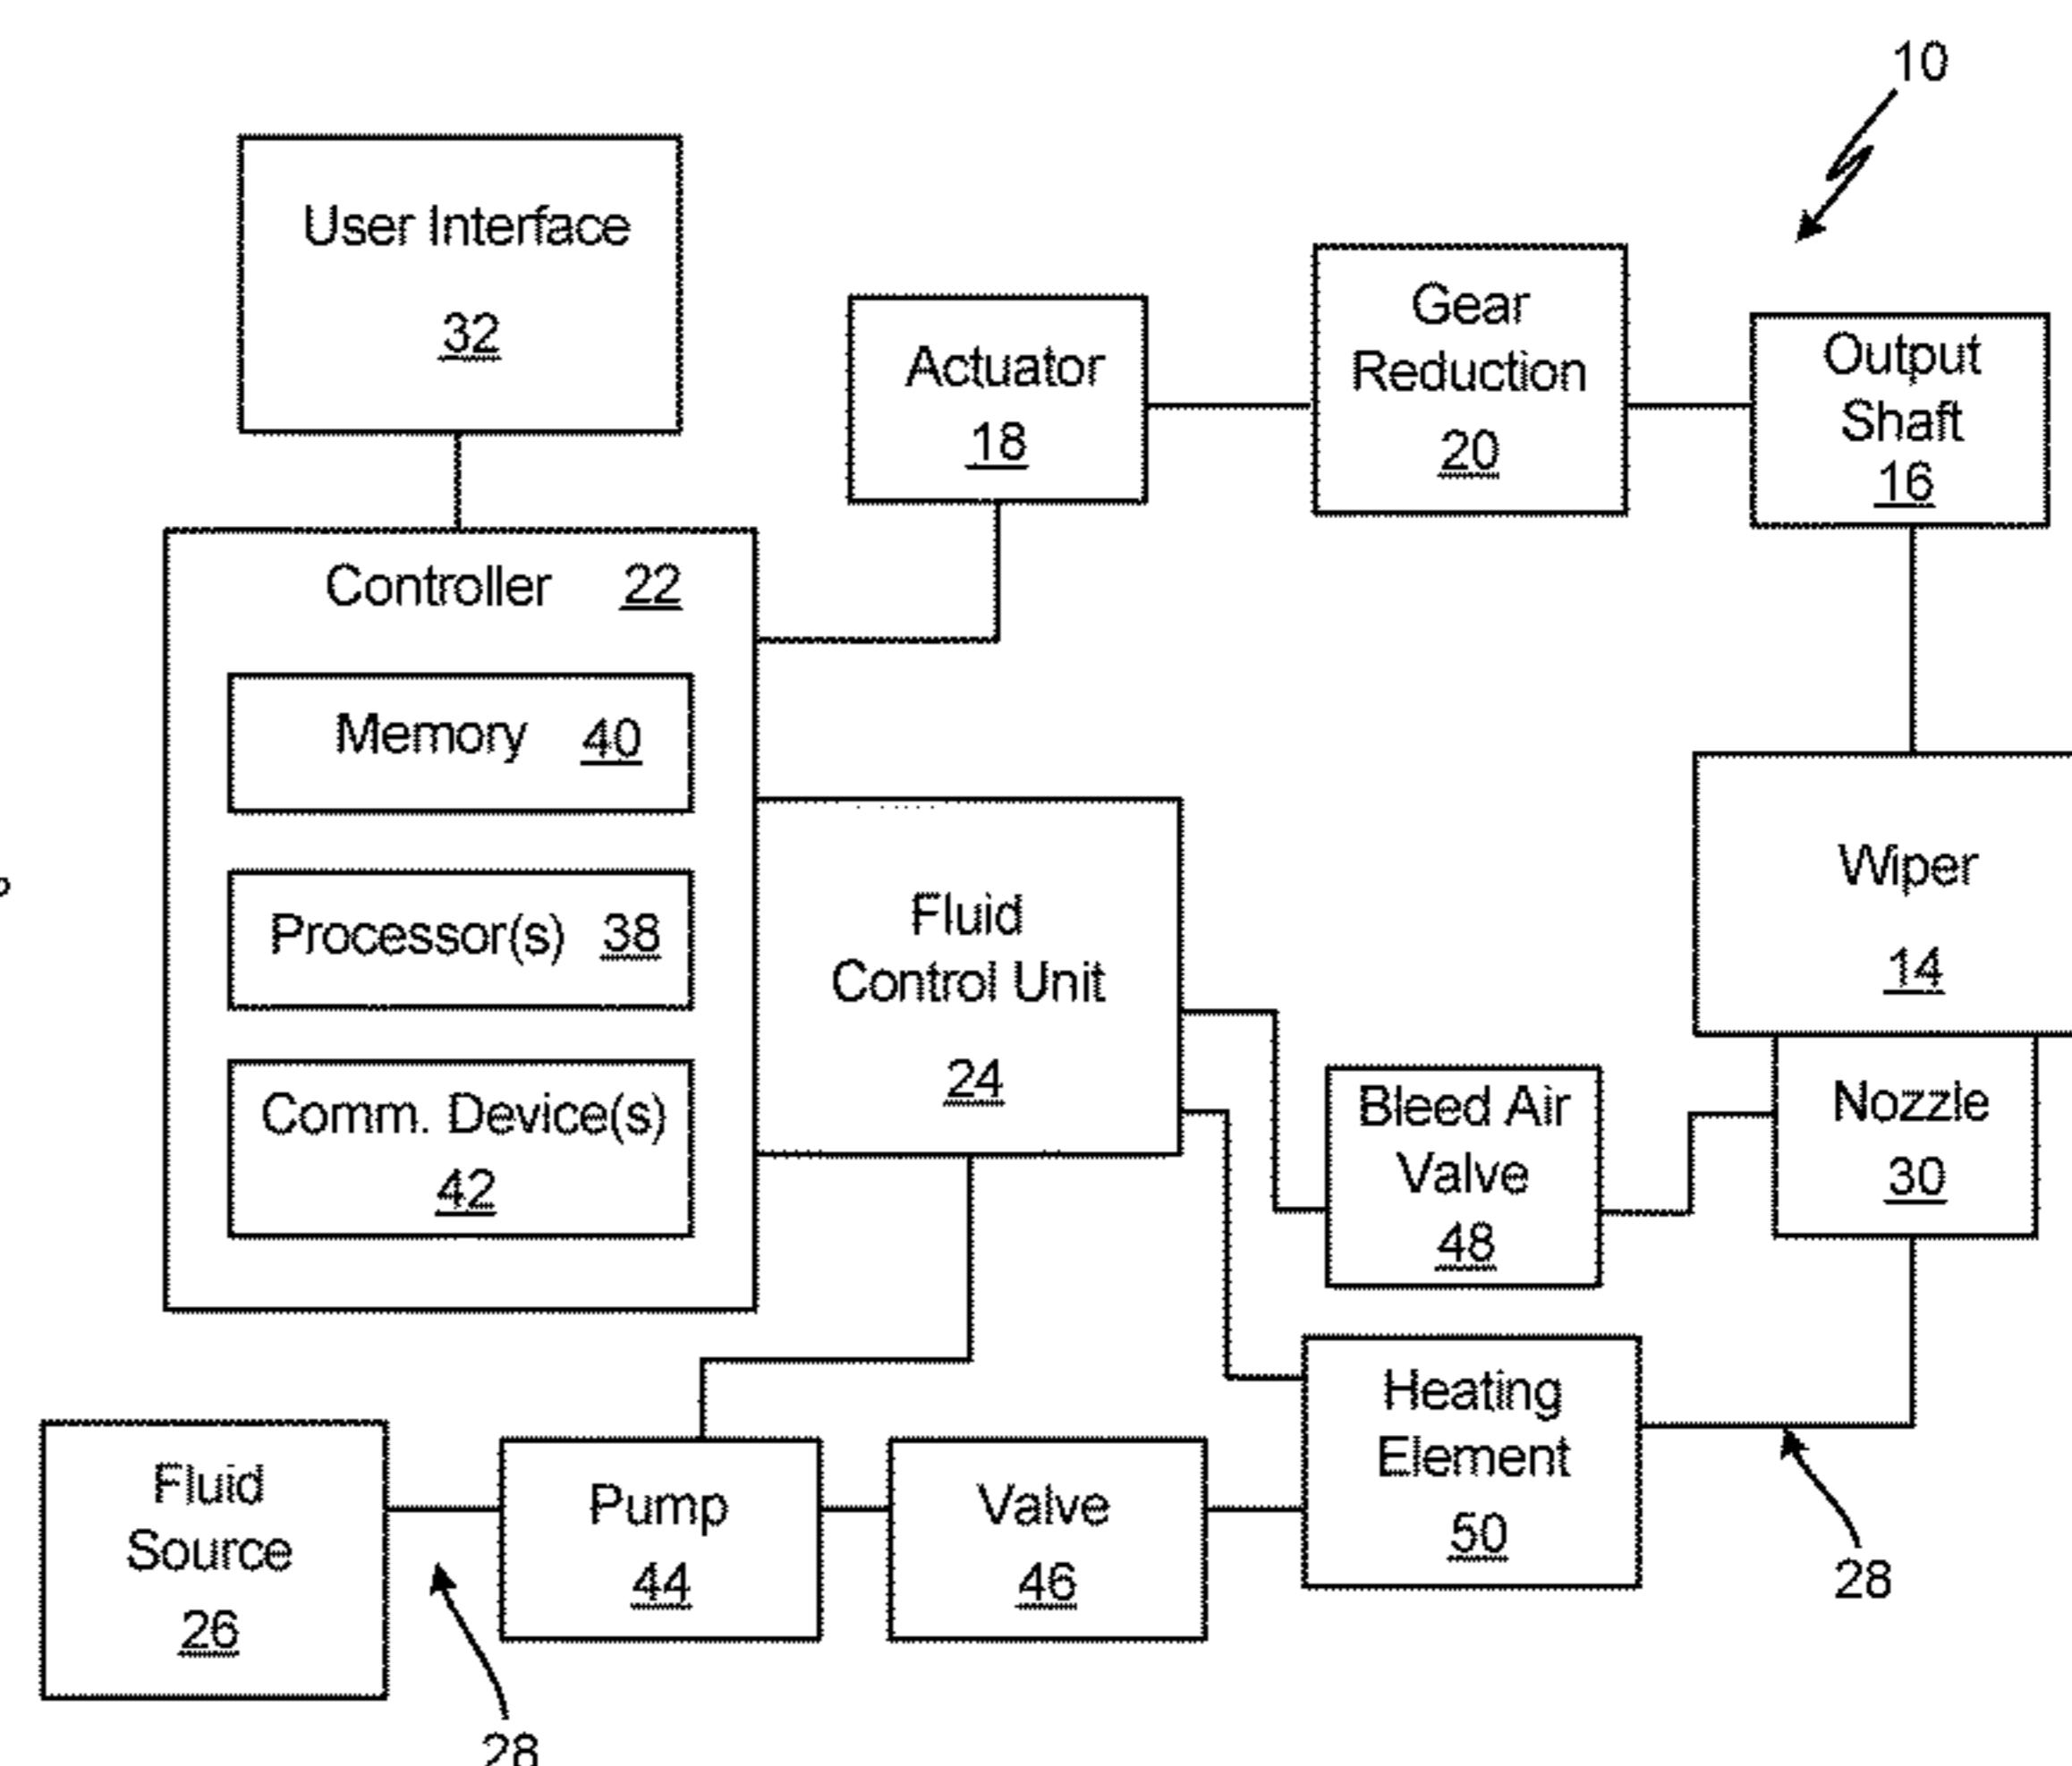 10
User Interface
32
Actuator
18
Gear
Reduction
20
Output
Shaft
16
Controller 22
Memory 40
Processor(s) 38
Comm. Device(s)
42
Fluid
Control Unit
24
Wiper
14
Nozzle
30
Bleed Air
Valve
48
Heating
Element
50
28
Fluid
Source
26
Pump
44
Valve
46
28